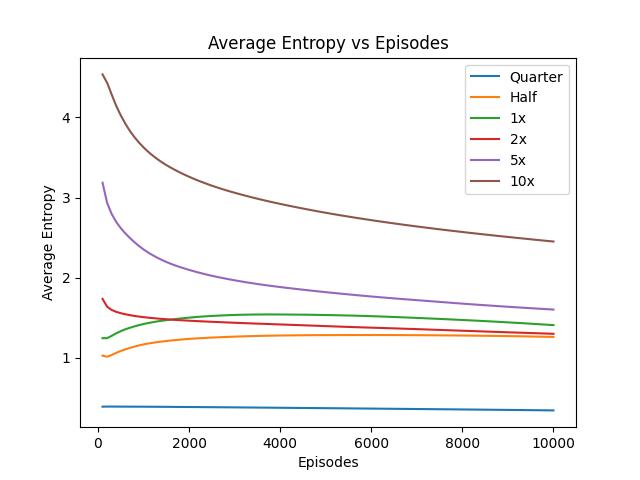 Average Entropy vs Episodes
Average Entropy
4
3
2
1
Quarter
Half
1x
2x
5x
10x
0 2000 4000 6000 8000 10000
Episodes